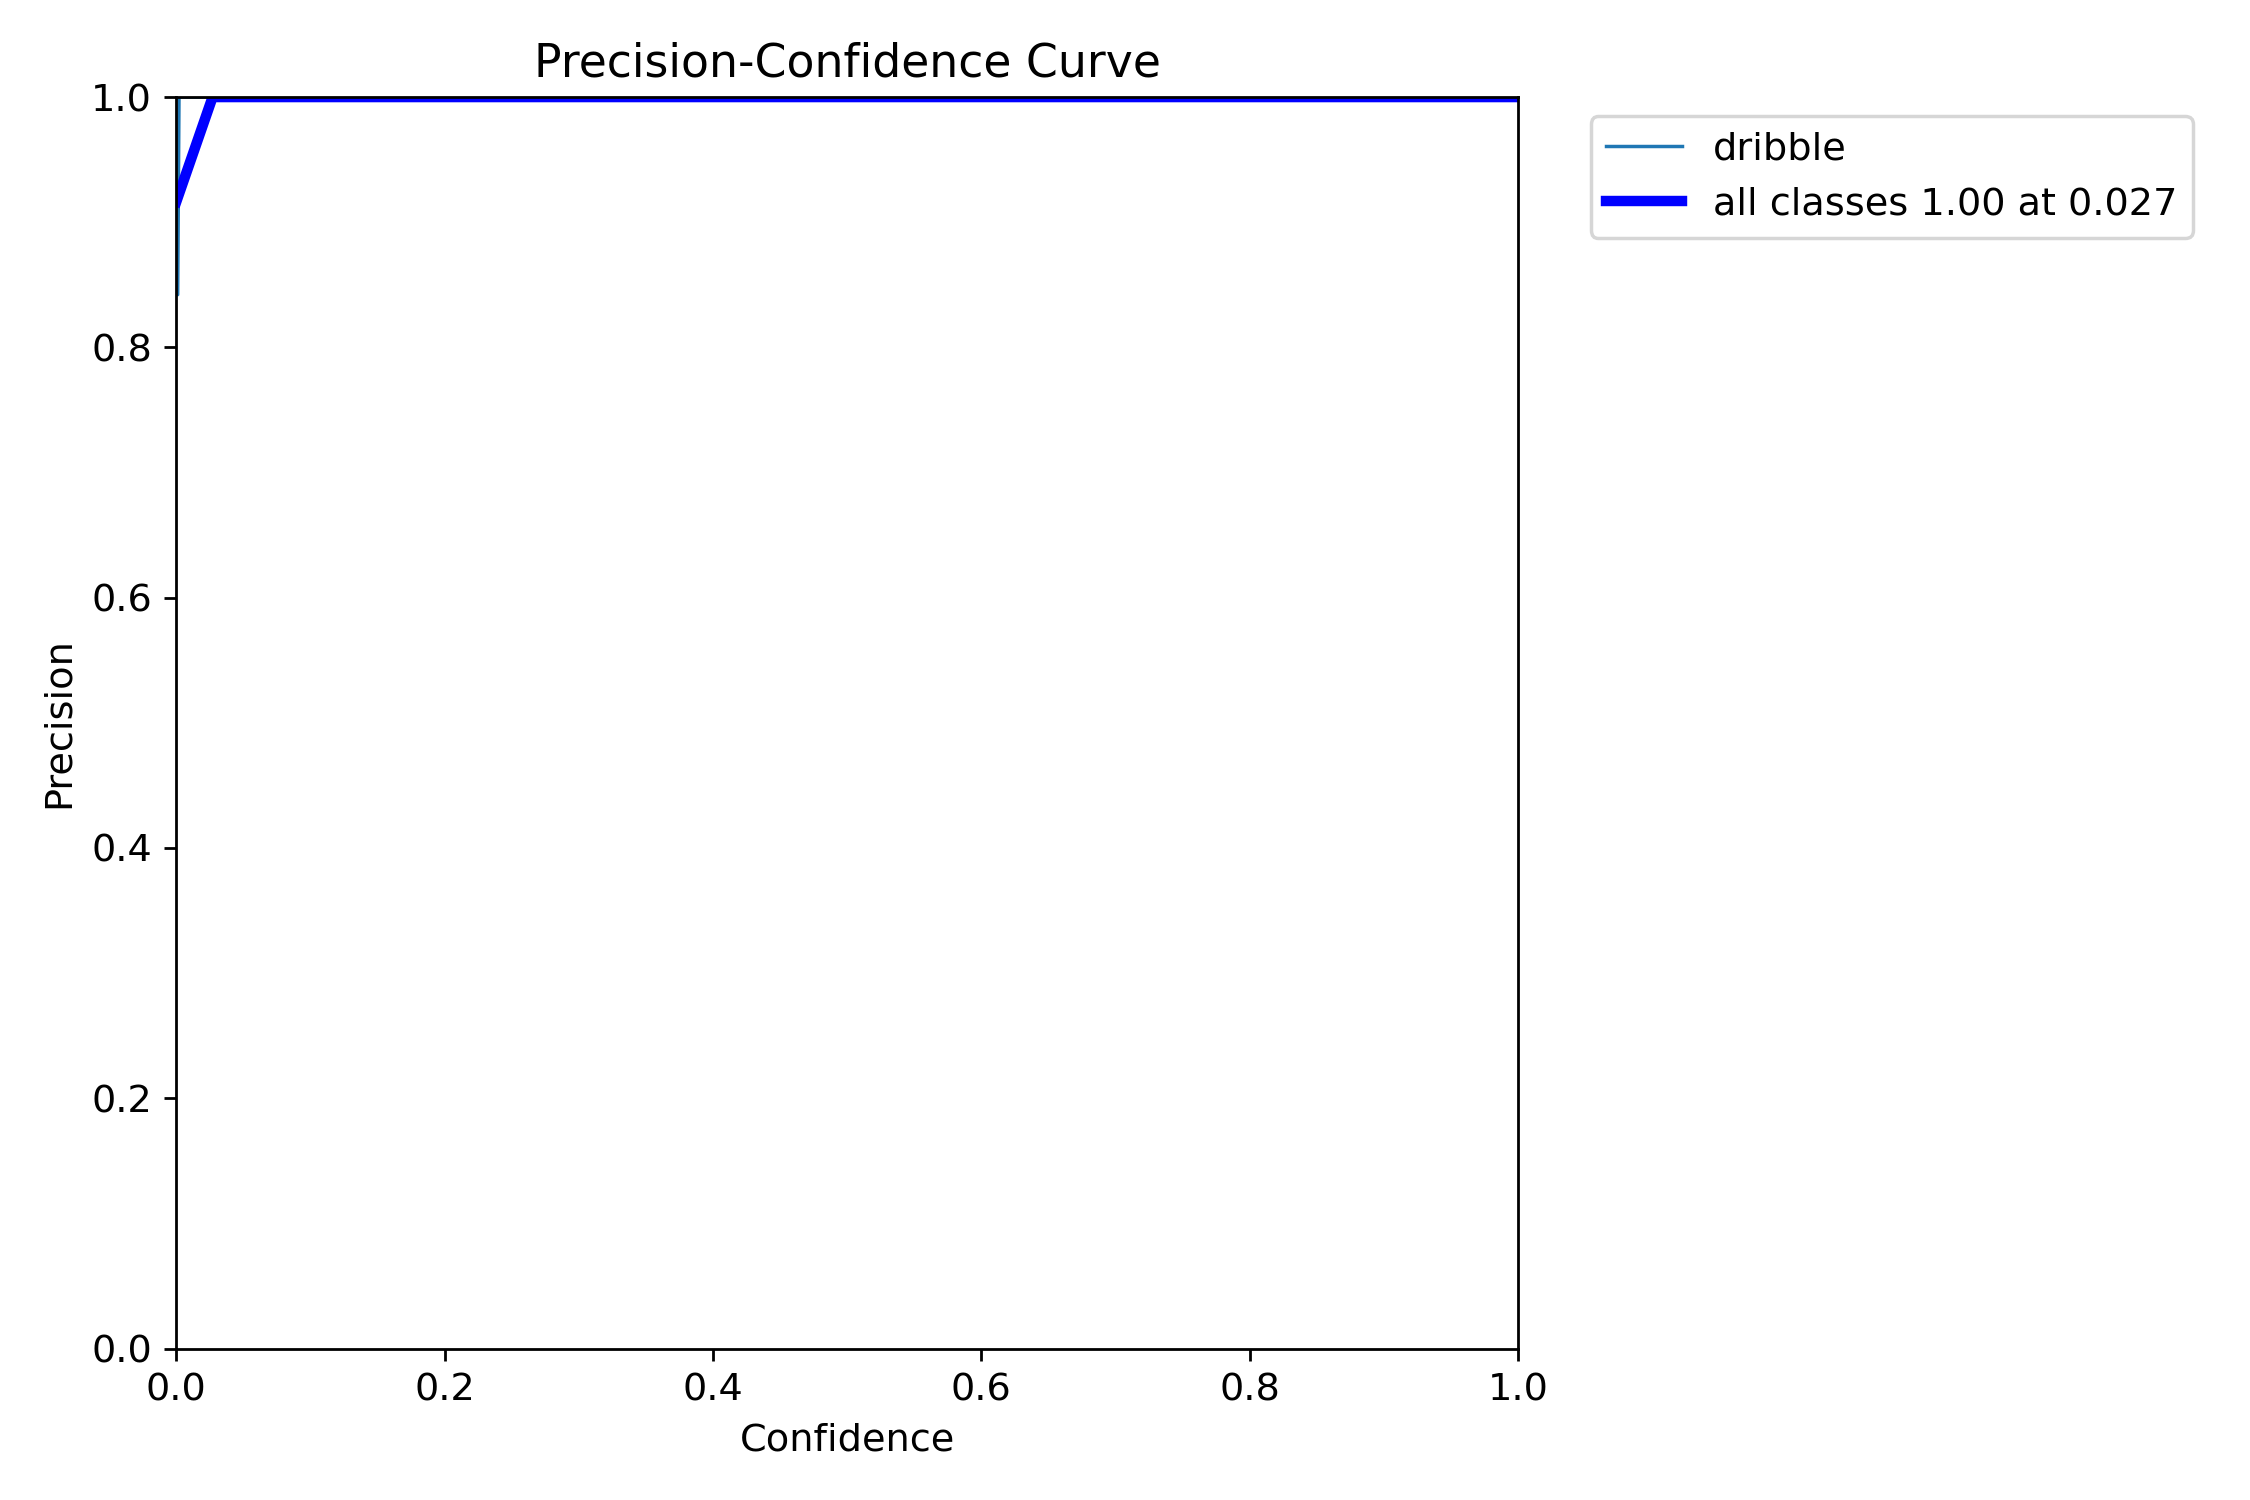 Precision-Confidence Curve
1.0
0.8
0.6
0.4
0.2
0.0
Precision
0.0 0.2 0.4 0.6 0.8 1.0
Confidence
dribble
all classes 1.00 at 0.027